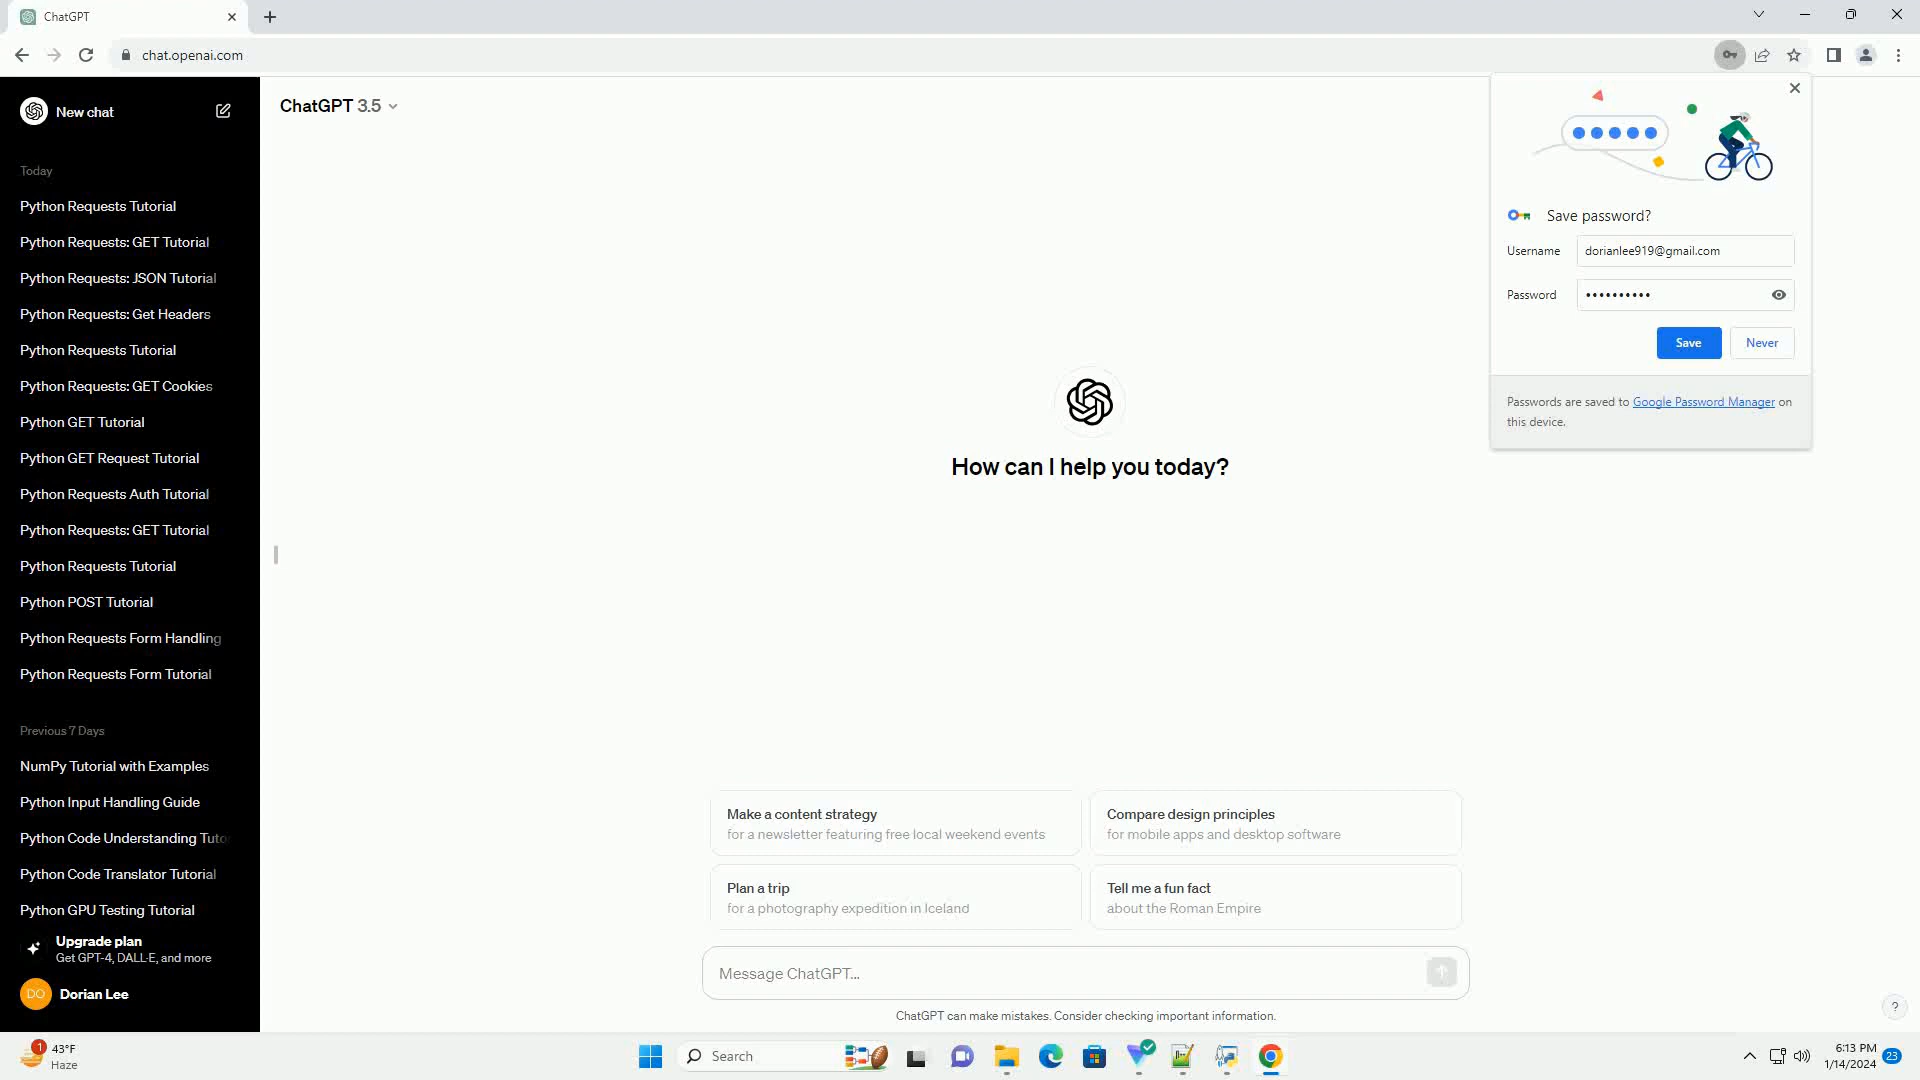 ChatGPT
chat.openai.com
New chat
Today
Python Requests Tutorial
Python Requests: GET Tutorial
Python Requests: JSON Tutorial
Python Requests: Get Headers
Python Requests Tutorial
Python Requests: GET Cookies
Python GET Tutorial
Python GET Request Tutorial
Python Requests Auth Tutorial
Python Requests: GET Tutorial
Python Requests Tutorial
Python POST Tutorial
Python Requests Form Handling
Python Requests Form Tutorial
Previous 7 Days
NumPy Tutorial with Examples
Python Input Handling Guide
Python Code Understanding Tuto
Python Code Translator Tutorial
Python GPU Testing Tutorial
Upgrade plan
Get GPT-4, DALL·E, and more
DO Dorian Lee
ChatGPT 3.5
How can I help you today?
Make a content strategy
for a newsletter featuring free local weekend events
Compare design principles
for mobile apps and desktop software
Plan a trip
for a photography expedition in Iceland
Tell me a fun fact
about the Roman Empire
Message ChatGPT...
ChatGPT can make mistakes. Consider checking important information.
?
Save password?
Username dorianlee919@gmail.com
Password ••••••••••
Save Never
Passwords are saved to Google Password Manager on
this device.
1
43°F
Haze
Search
6:13 PM
1/14/2024
23